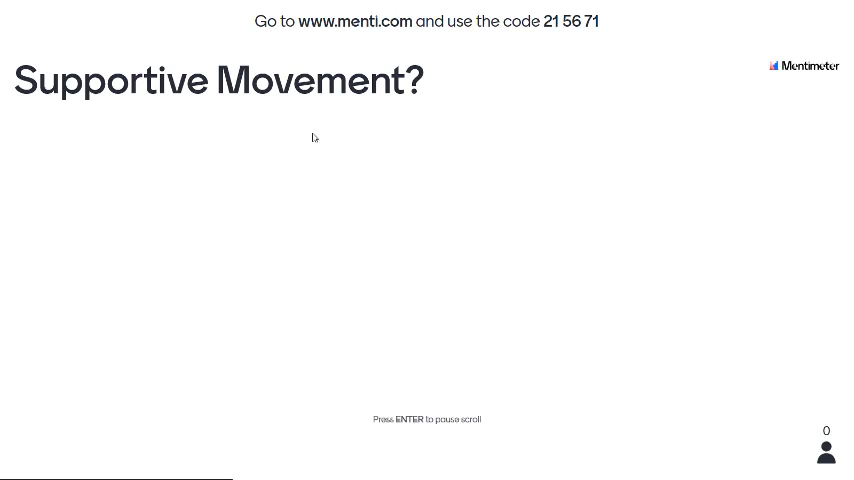 Go to www.menti.com and use the code 21 56 71
Supportive Movement?
Mentimeter
Press ENTER to pause scroll
0